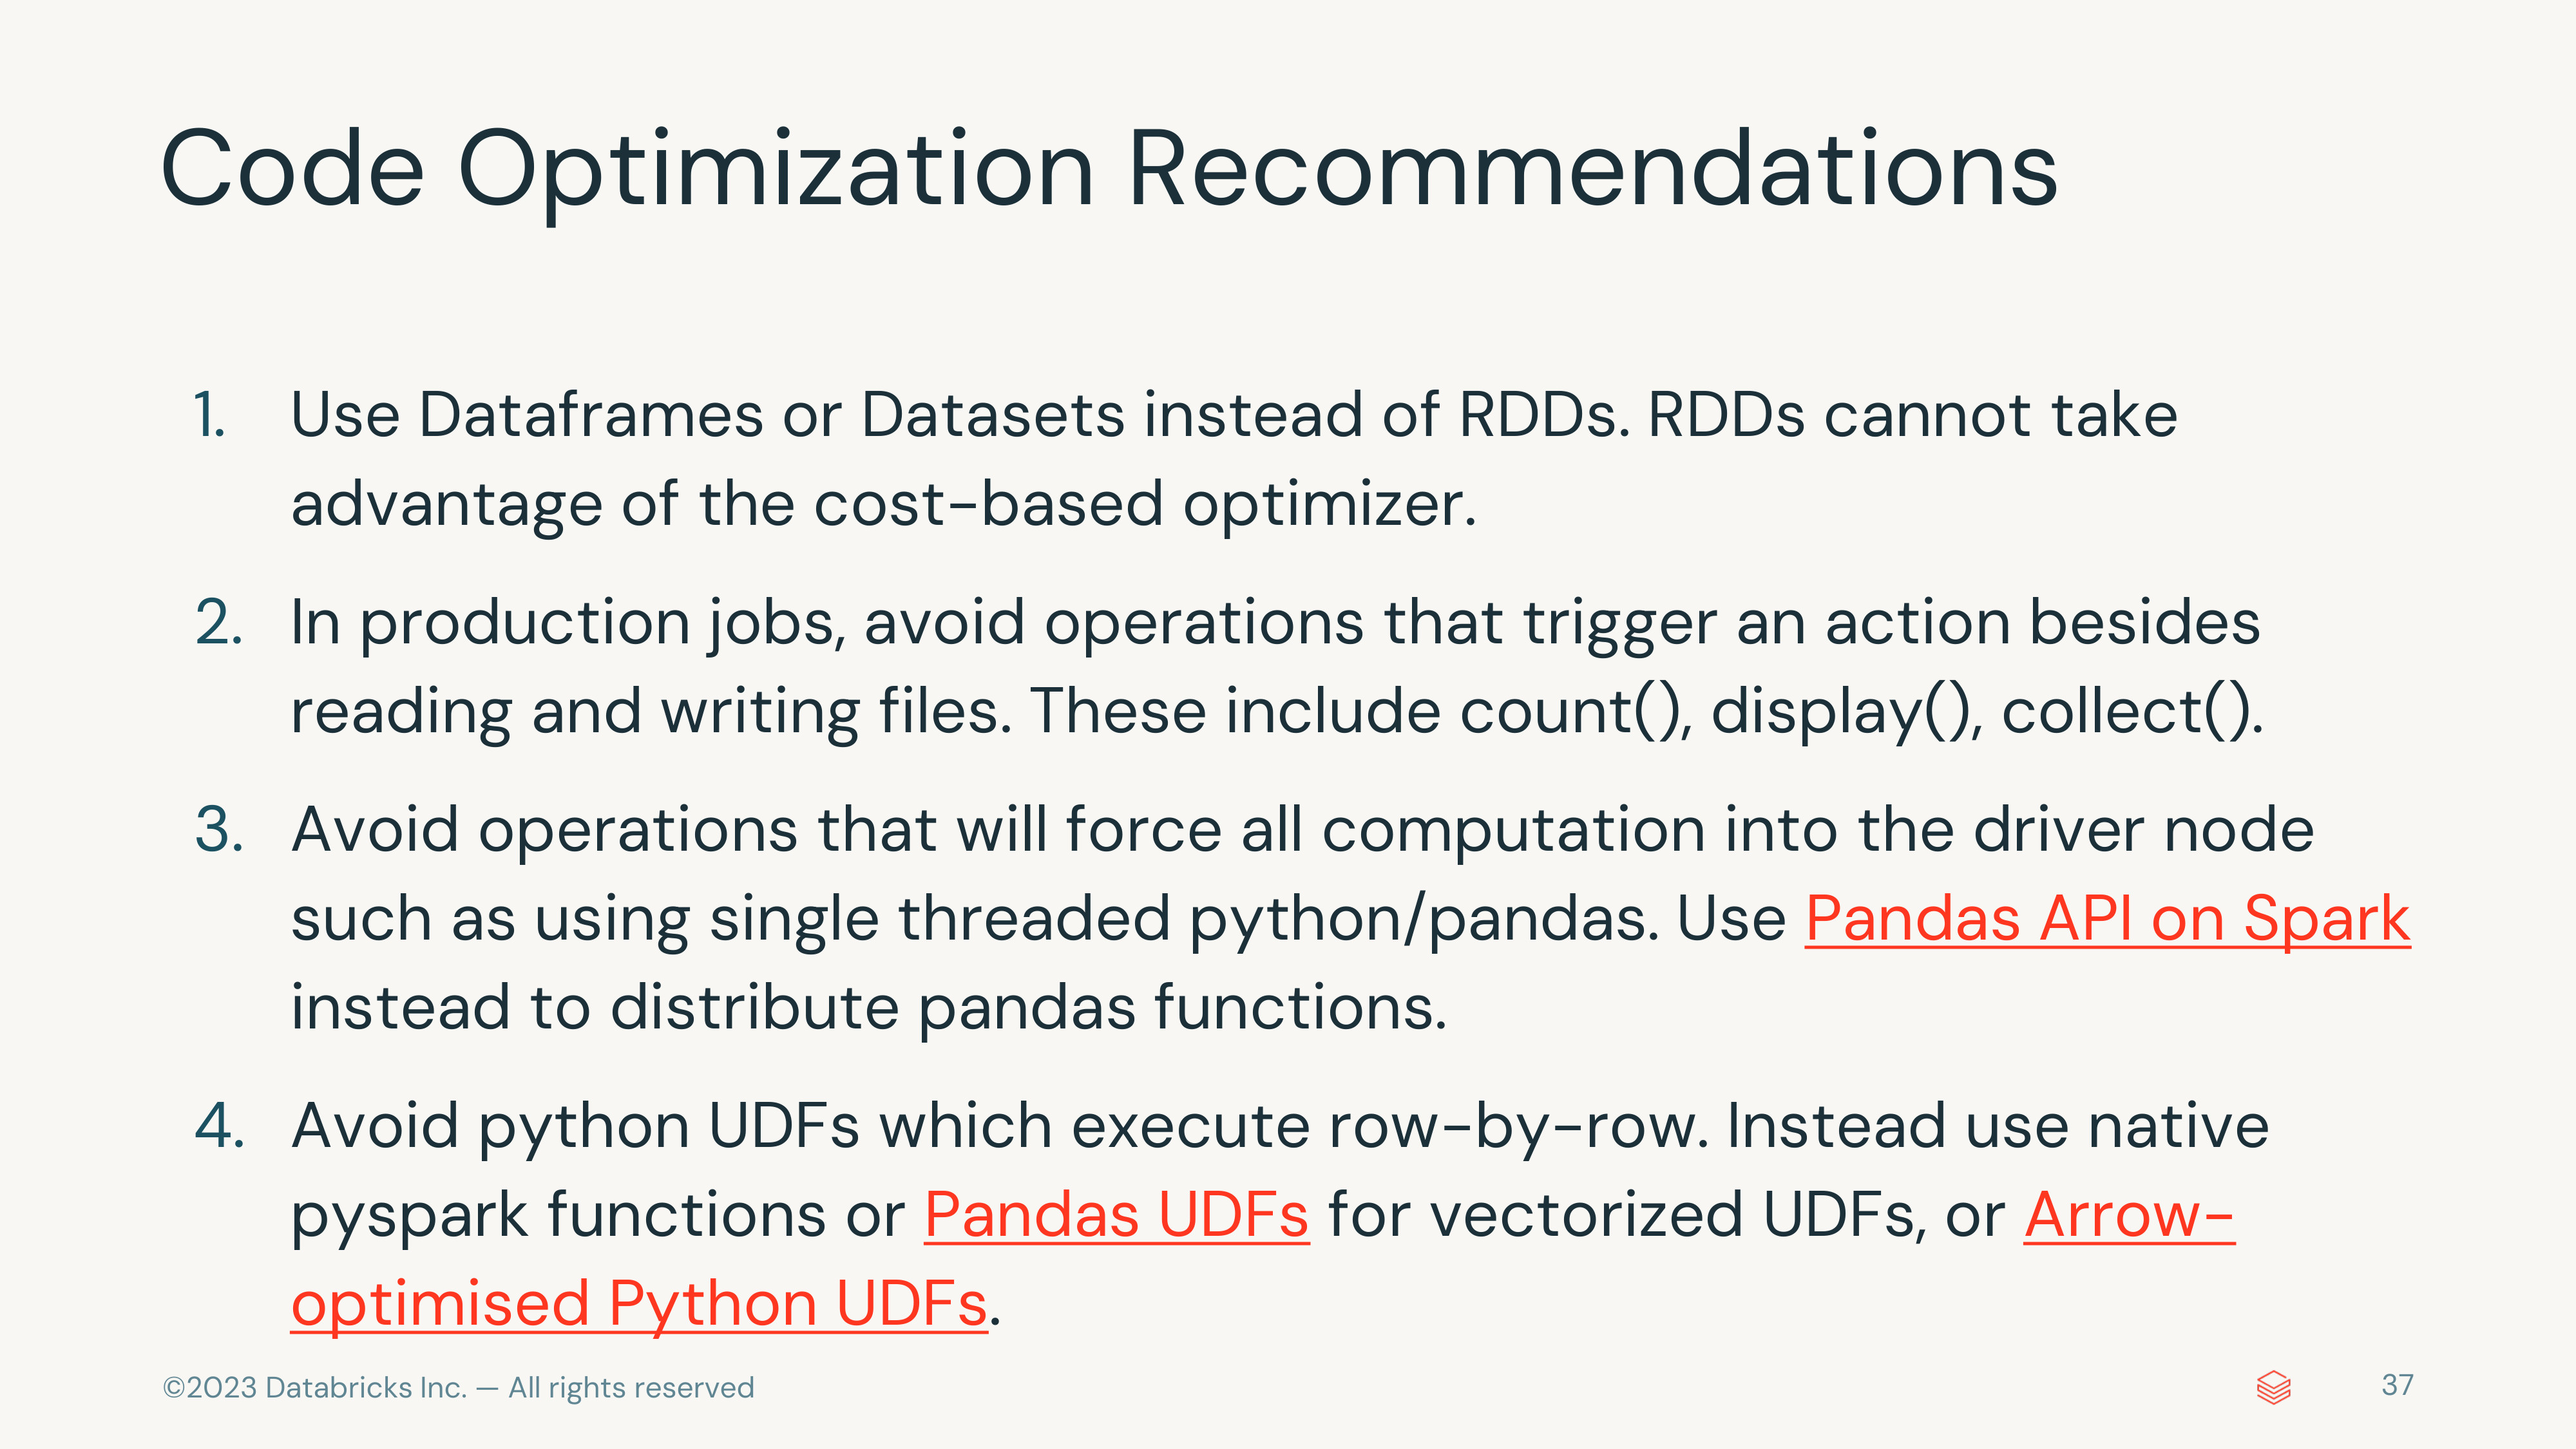 Code Optimization Recommendations
1. Use Dataframes or Datasets instead of RDDs. RDDs cannot take
advantage of the cost-based optimizer.
2. In production jobs, avoid operations that trigger an action besides
reading and writing files. These include count(), display(), collect().
3. Avoid operations that will force all computation into the driver node
such as using single threaded python/pandas. Use Pandas API on Spark
instead to distribute pandas functions.
4. Avoid python UDFs which execute row-by-row. Instead use native
pyspark functions or Pandas UDFs for vectorized UDFs, or Arrow-
optimised Python UDFs.
©2023 Databricks Inc. — All rights reserved
37